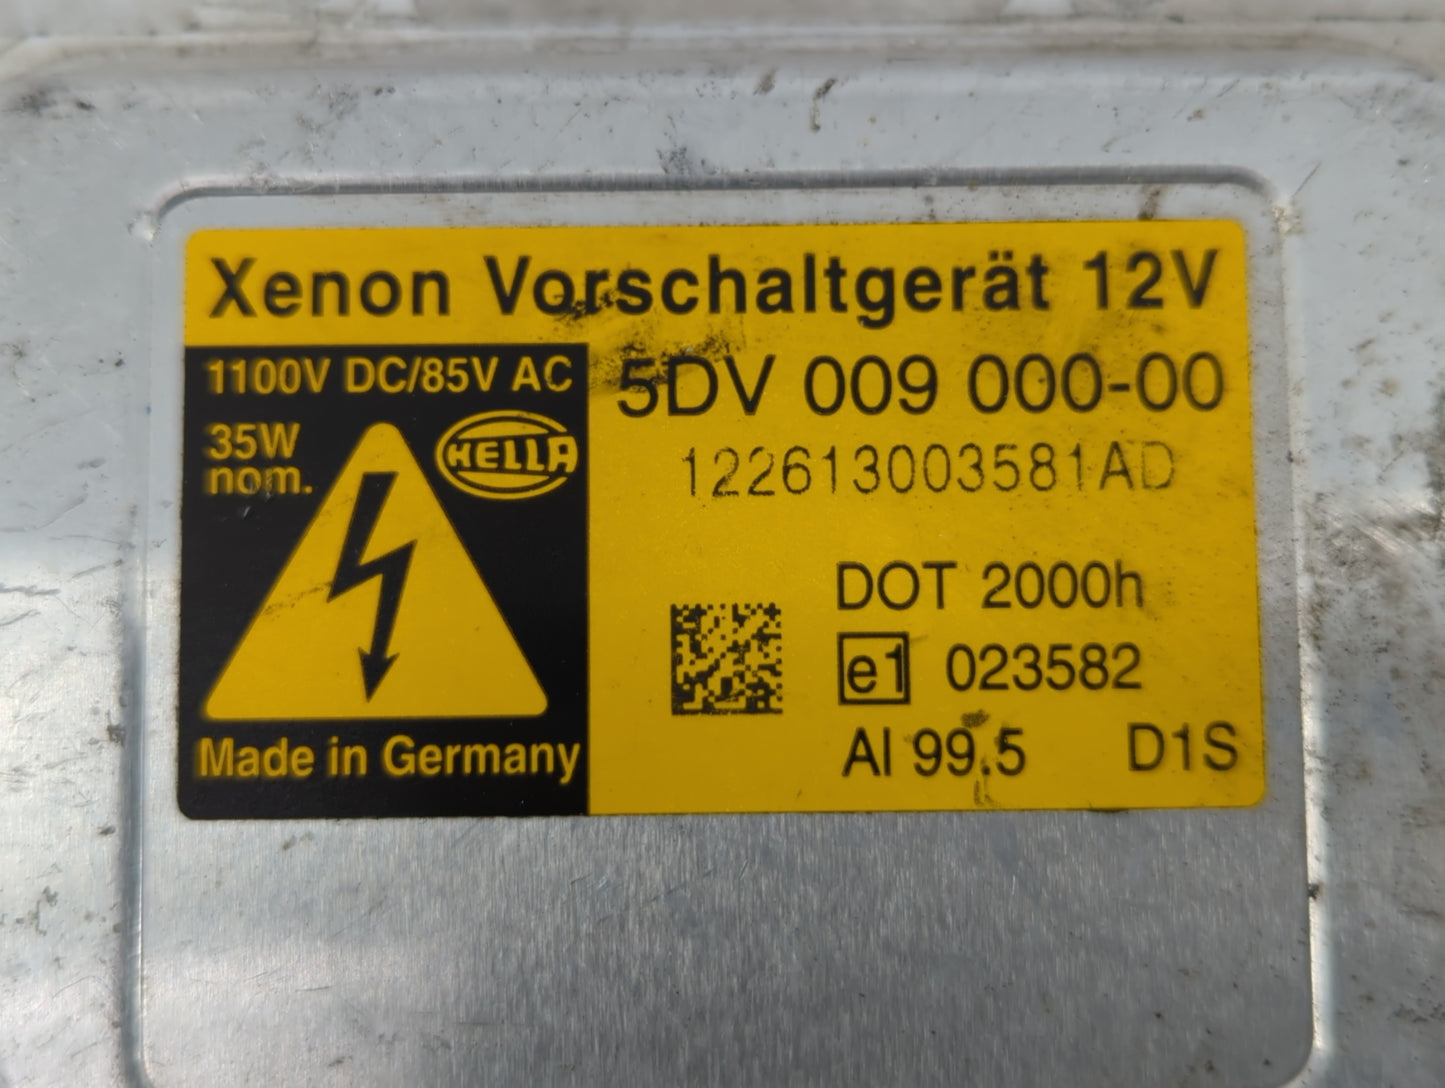 Xenon Vorschaltgerät 12V
1100V DC/85V AC
35W
nom.
HELLA
Made in Germany
5DV 009 000-00
122613003581AD
DOT 2000h
e1 023582
Al 99.5 D1S